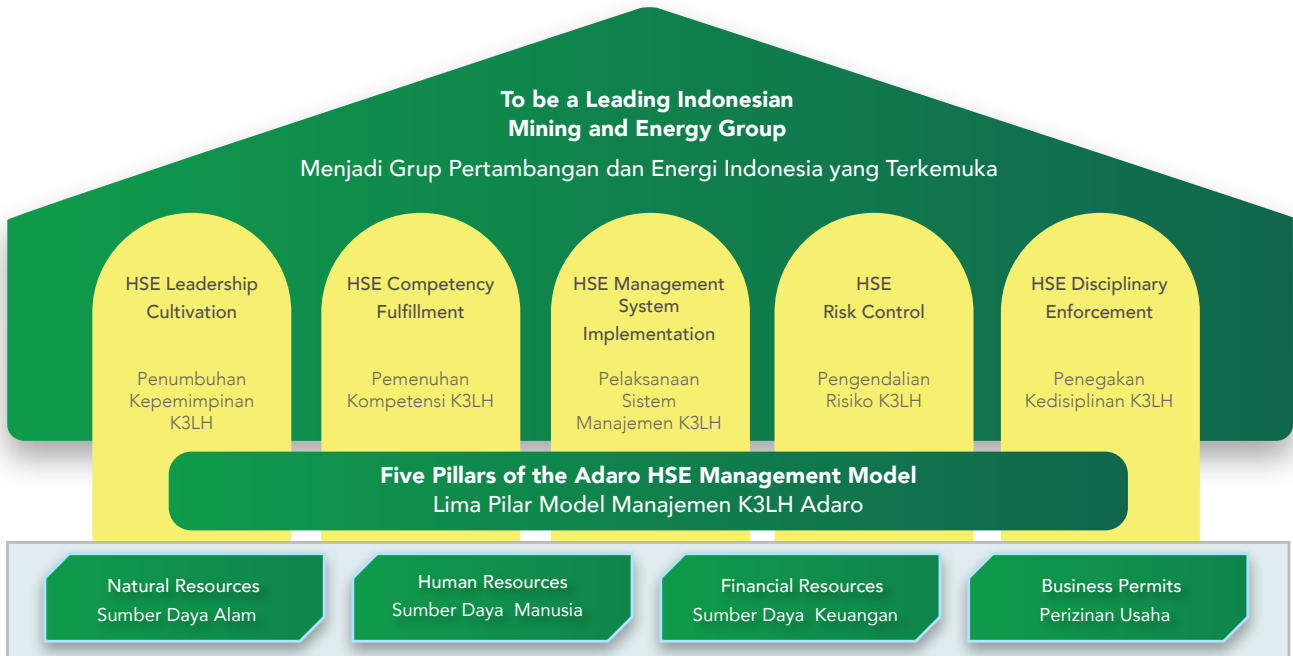 To be a Leading Indonesian
Mining and Energy Group
Menjadi Grup Pertambangan dan Energi Indonesia yang Terkemuka
HSE Leadership
Cultivation
Penumbuhan
Kepemimpinan
K3LH
HSE Competency
Fulfillment
Pemenuhan
Kompetensi K3LH
HSE Management
System
Implementation
Pelaksanaan
Sistem
Manajemen K3LH
HSE
Risk Control
Pengendalian
Risiko K3LH
HSE Disciplinary
Enforcement
Penegakan
Kedisiplinan K3LH
Five Pillars of the Adaro HSE Management Model
Lima Pilar Model Manajemen K3LH Adaro
Natural Resources
Sumber Daya Alam
Human Resources
Sumber Daya Manusia
Financial Resources
Sumber Daya Keuangan
Business Permits
Perizinan Usaha